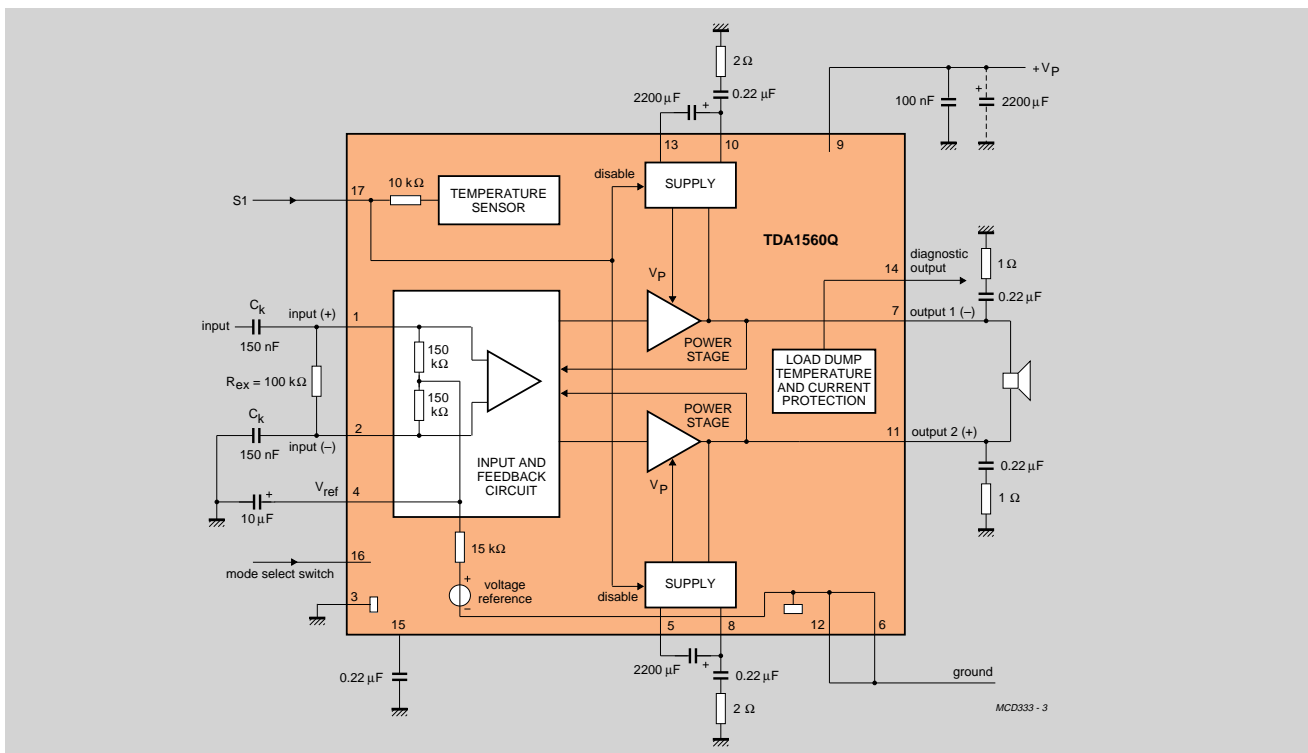 2 Ω
0.22 μF
2200 μF
+
13
10
9
+VP
100 nF
+
2200 μF
17
S1
10 kΩ
TEMPERATURE
SENSOR
disable
SUPPLY
TDA1560Q
VP
14
diagnostic
output
1 Ω
0.22 μF
Ck
input
150 nF
input (+)
1
150
kΩ
150
kΩ
Rex = 100 kΩ
Ck
150 nF
input (–)
2
POWER
STAGE
7
output 1 (–)
LOAD DUMP
TEMPERATURE
AND CURRENT
PROTECTION
POWER
STAGE
11
output 2 (+)
0.22 μF
1 Ω
INPUT AND
FEEDBACK
CIRCUIT
VP
Vref
4
+
10 μF
15 kΩ
16
mode select switch
3
+
–
voltage
reference
disable
SUPPLY
15
5
8
12
6
0.22 μF
2200 μF
+
0.22 μF
2 Ω
ground
MCD333 - 3